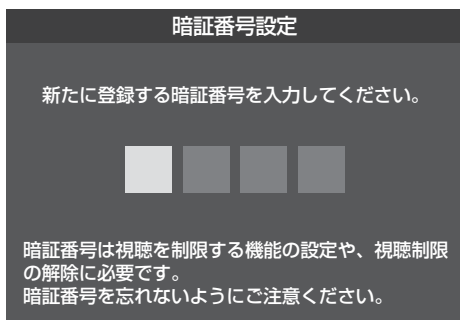 暗証番号設定
新たに登録する暗証番号を入力してください。
暗証番号は視聴を制限する機能の設定や、視聴制限
の解除に必要です。
暗証番号を忘れないようにご注意ください。